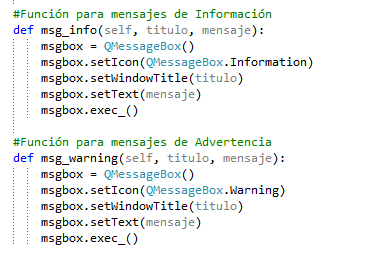 #Función para mensajes de Información
def msg_info(self, titulo, mensaje):
    msgbox = QMessageBox()
    msgbox.setIcon(QMessageBox.Information)
    msgbox.setWindowTitle(titulo)
    msgbox.setText(mensaje)
    msgbox.exec_()

#Función para mensajes de Advertencia
def msg_warning(self, titulo, mensaje):
    msgbox = QMessageBox()
    msgbox.setIcon(QMessageBox.Warning)
    msgbox.setWindowTitle(titulo)
    msgbox.setText(mensaje)
    msgbox.exec_()